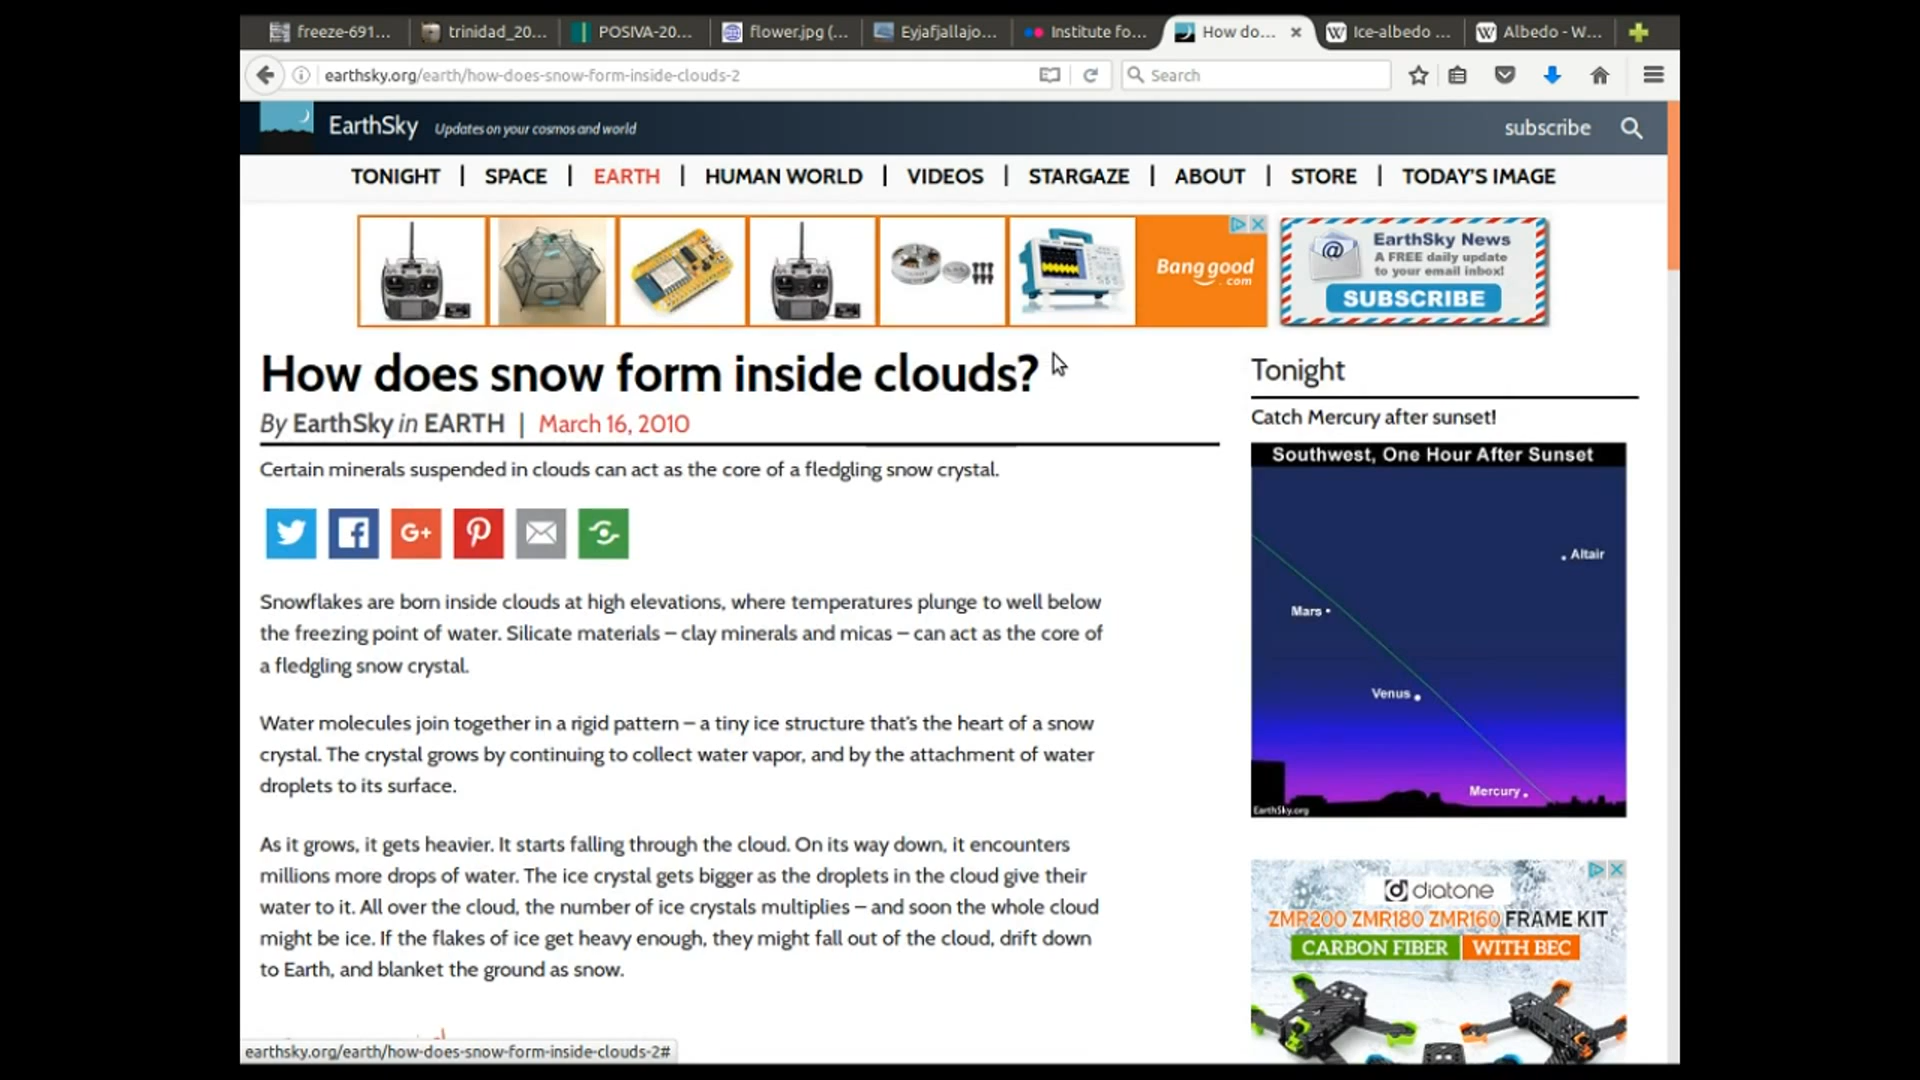 freeze-691...
trinidad_20...
POSIVA-20...
flower.jpg (...
Eyjafjallajo...
Institute fo...
How do...
Ice-albedo ...
Albedo - W...
earthsky.org/earth/how-does-snow-form-inside-clouds-2
Search
EarthSky
Updates on your cosmos and world
subscribe
TONIGHT | SPACE | EARTH | HUMAN WORLD | VIDEOS | STARGAZE | ABOUT | STORE | TODAY'S IMAGE
Banggood
.com
EarthSky News
A FREE daily update
to your email inbox!
SUBSCRIBE
How does snow form inside clouds?
By EarthSky in EARTH | March 16, 2010
Certain minerals suspended in clouds can act as the core of a fledgling snow crystal.
G+
Snowflakes are born inside clouds at high elevations, where temperatures plunge to well below
the freezing point of water. Silicate materials – clay minerals and micas – can act as the core of
a fledgling snow crystal.
Water molecules join together in a rigid pattern – a tiny ice structure that's the heart of a snow
crystal. The crystal grows by continuing to collect water vapor, and by the attachment of water
droplets to its surface.
As it grows, it gets heavier. It starts falling through the cloud. On its way down, it encounters
millions more drops of water. The ice crystal gets bigger as the droplets in the cloud give their
water to it. All over the cloud, the number of ice crystals multiplies – and soon the whole cloud
might be ice. If the flakes of ice get heavy enough, they might fall out of the cloud, drift down
to Earth, and blanket the ground as snow.
Tonight
Catch Mercury after sunset!
Southwest, One Hour After Sunset
Altair
Mars
Venus
Mercury
EarthSky.org
diatone
ZMR200 ZMR180 ZMR160 FRAME KIT
CARBON FIBER WITH BEC
earthsky.org/earth/how-does-snow-form-inside-clouds-2#